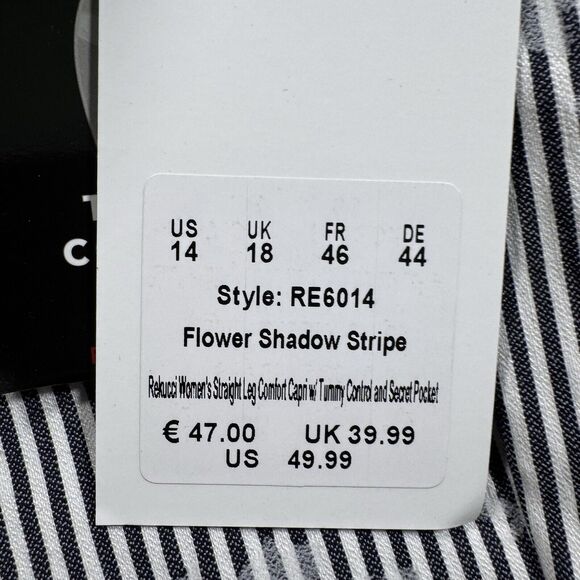 US UK FR DE
14 18 46 44
Style: RE6014
Flower Shadow Stripe
Rekucci Women's Straight Leg Comfort Capri w/ Tummy Control and Secret Pocket
€ 47.00 UK 39.99
US 49.99